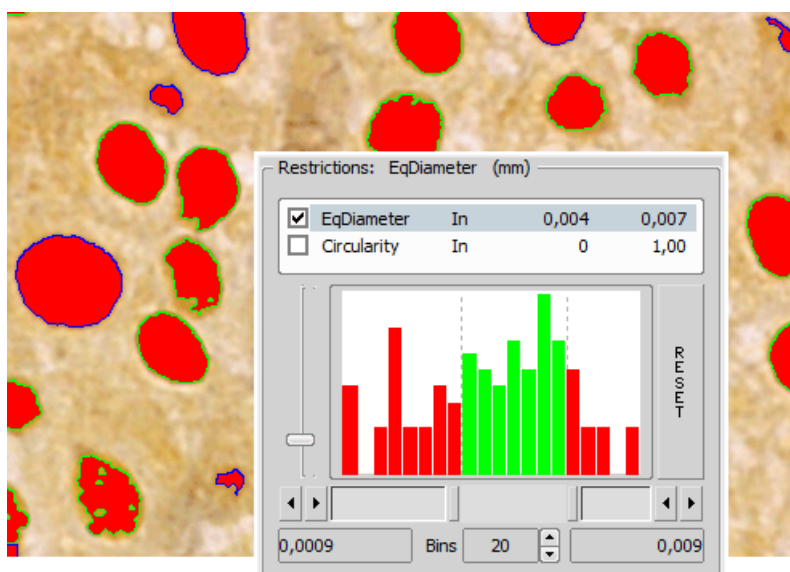 Restrictions: EqDiameter (mm)
EqDiameter In 0,004 0,007
Circularity In 0 1,00
RESET
0,0009 Bins 20 0,009